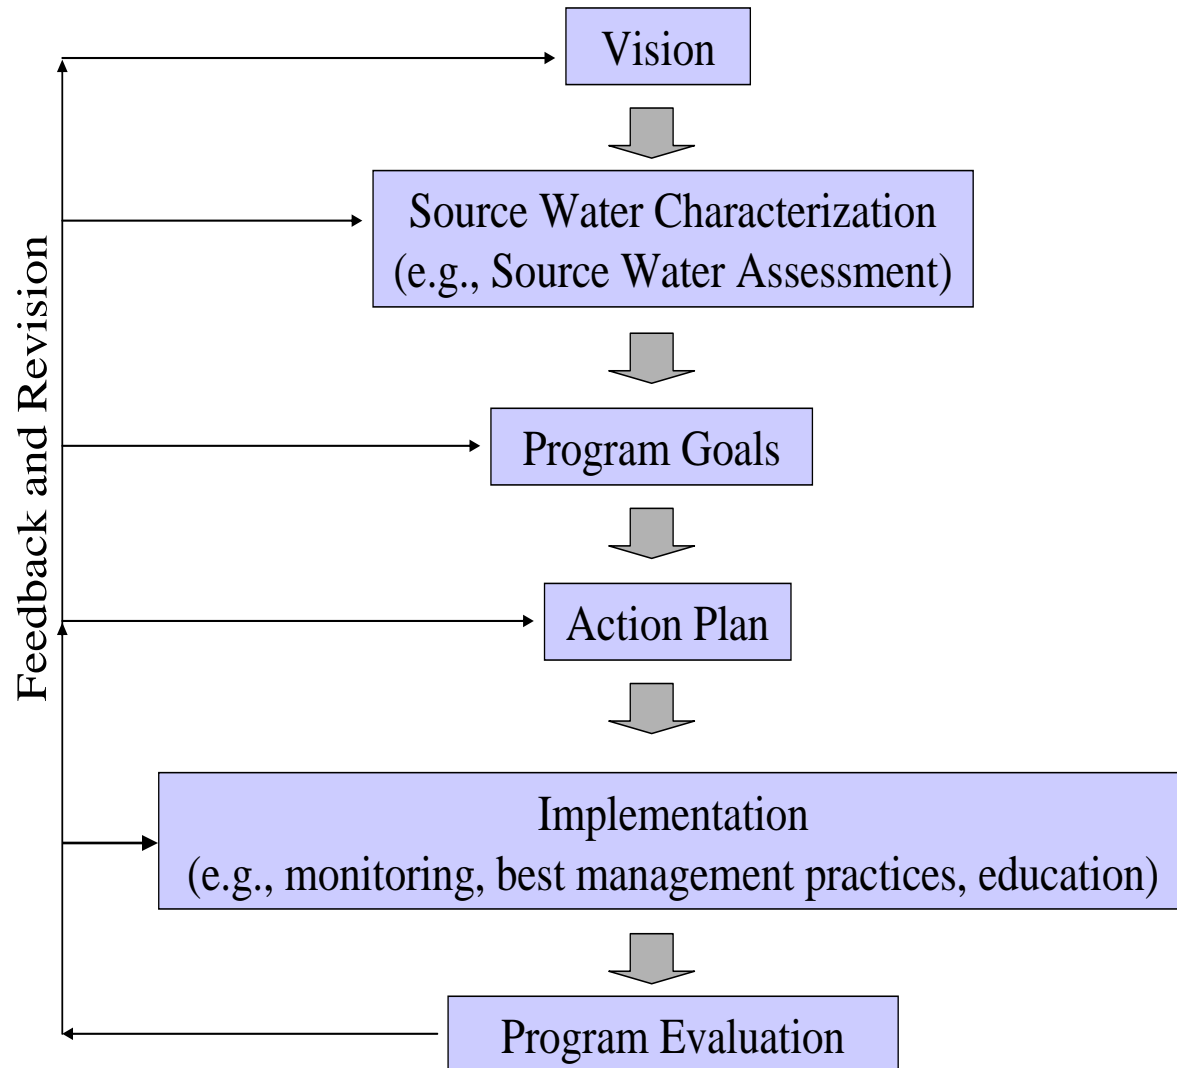 Vision
Source Water Characterization
(e.g., Source Water Assessment)
Program Goals
Action Plan
Implementation
(e.g., monitoring, best management practices, education)
Program Evaluation
Feedback and Revision